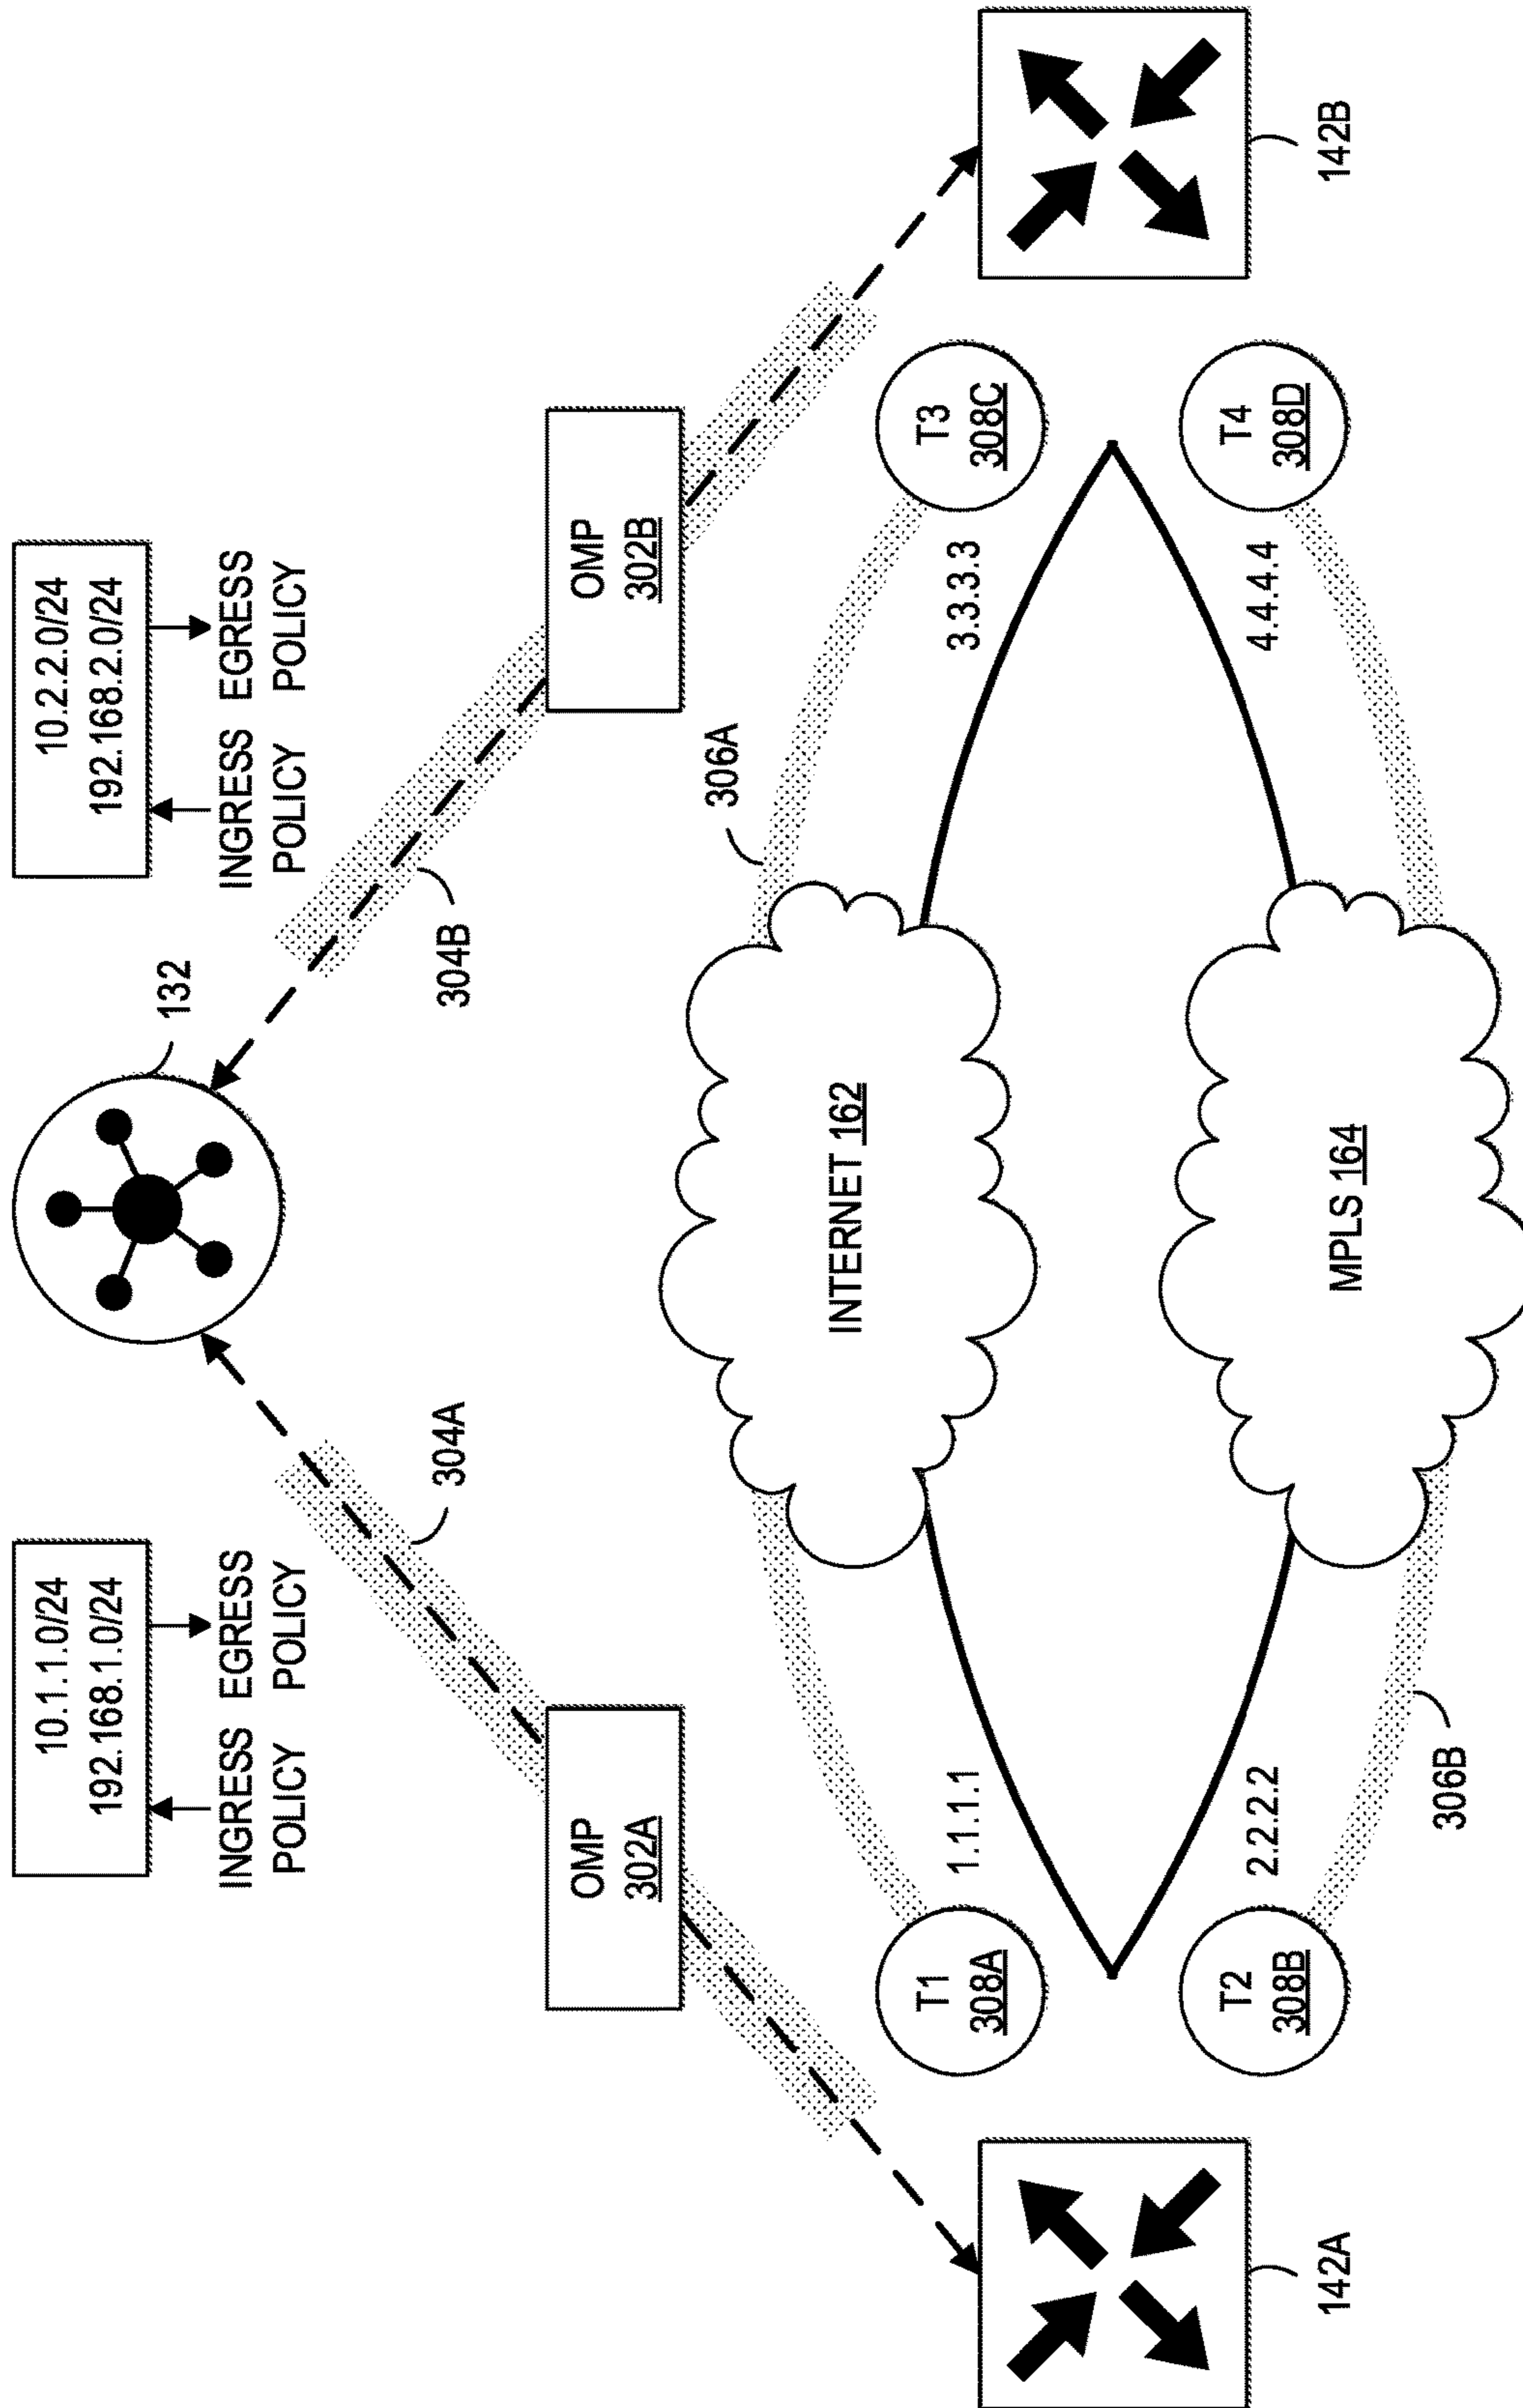 10.1.1.0/24
192.168.1.0/24
INGRESS EGRESS
POLICY POLICY
132
10.2.2.0/24
192.168.2.0/24
INGRESS EGRESS
POLICY POLICY
304A
304B
OMP
302A
OMP
302B
306A
INTERNET 162
T1
308A
1.1.1.1
3.3.3.3
T3
308C
T2
308B
2.2.2.2
MPLS 164
4.4.4.4
T4
308D
142A
306B
142B